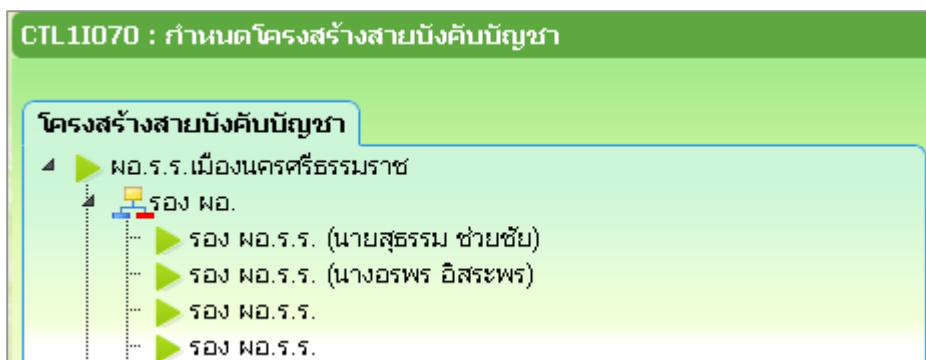 CTL1I070 : กำหนดโครงสร้างสายบังคับบัญชา
โครงสร้างสายบังคับบัญชา
ผอ.ร.ร.เมืองนครศรีธรรมราช
รอง ผอ.
รอง ผอ.ร.ร. (นายสุธรรม ช่วยชัย)
รอง ผอ.ร.ร. (นางอรพร อิสระพร)
รอง ผอ.ร.ร.
รอง ผอ.ร.ร.